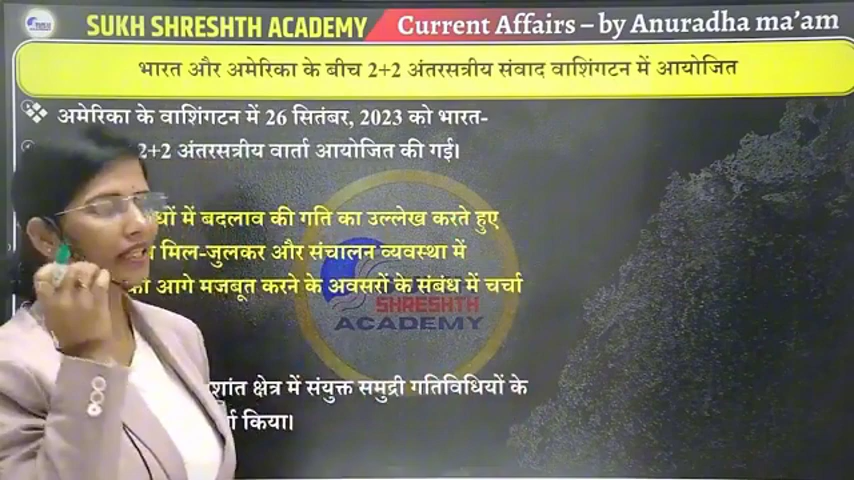 SUKH SHRESHTH ACADEMY Current Affairs – by Anuradha ma’am
भारत और अमेरिका के बीच 2+2 अंतरसत्रीय संवाद वाशिंगटन में आयोजित
अमेरिका के वाशिंगटन में 26 सितंबर, 2023 को भारत-
2+2 अंतरसत्रीय वार्ता आयोजित की गई।
में बदलाव की गति का उल्लेख करते हुए
मिल-जुलकर और संचालन व्यवस्था में
आगे मजबूत करने के अवसरों के संबंध में चर्चा
SHRESHTH
ACADEMY
क्षेत्र में संयुक्त समुद्री गतिविधियों के
किया।